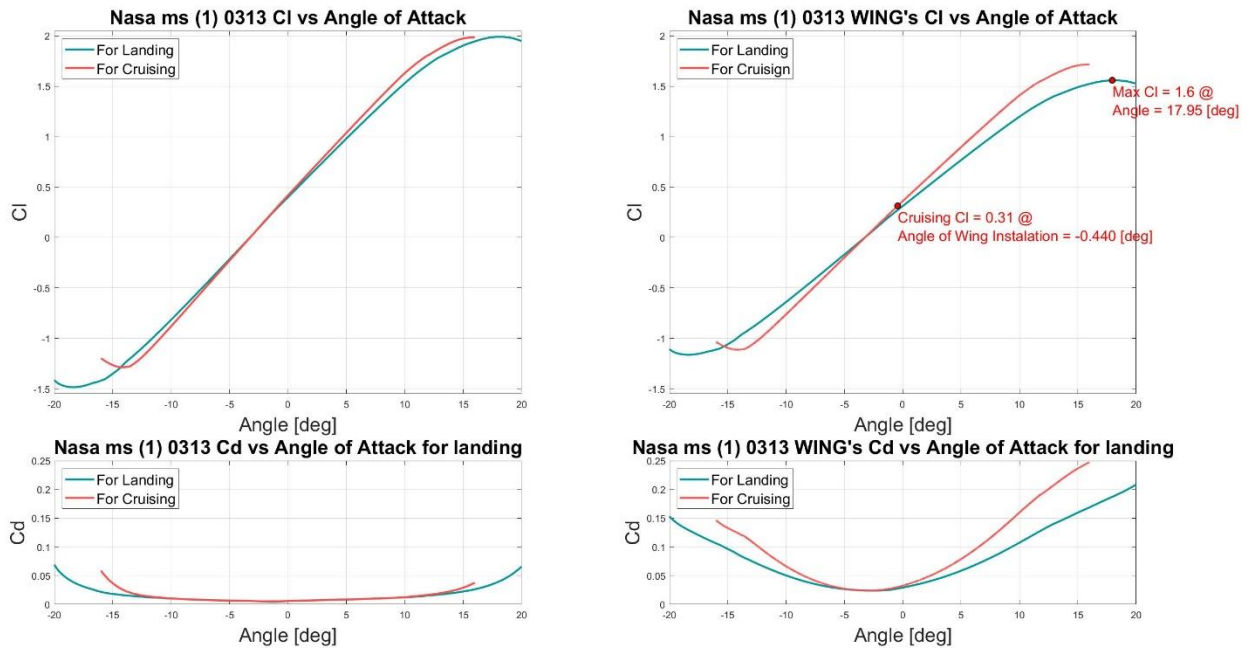 Nasa ms (1) 0313 Cl vs Angle of Attack
For Landing
For Cruising
2
1.5
1
0.5
0
-0.5
-1
-1.5
Cl
-20
-15
-10
-5
0
5
10
15
20
Angle [deg]
Nasa ms (1) 0313 WING's Cl vs Angle of Attack
For Landing
For Cruisign
Max Cl = 1.6 @
Angle = 17.95 [deg]
Cruising Cl = 0.31 @
Angle of Wing Instalation = -0.440 [deg]
2
1.5
1
0.5
0
-0.5
-1
-1.5
Cl
-20
-15
-10
-5
0
5
10
15
20
Angle [deg]
Nasa ms (1) 0313 Cd vs Angle of Attack for landing
For Landing
For Cruising
0.25
0.2
0.15
0.1
0.05
0
Cd
-20
-15
-10
-5
0
5
10
15
20
Angle [deg]
Nasa ms (1) 0313 WING's Cd vs Angle of Attack for landing
For Landing
For Cruising
0.25
0.2
0.15
0.1
0.05
0
Cd
-20
-15
-10
-5
0
5
10
15
20
Angle [deg]